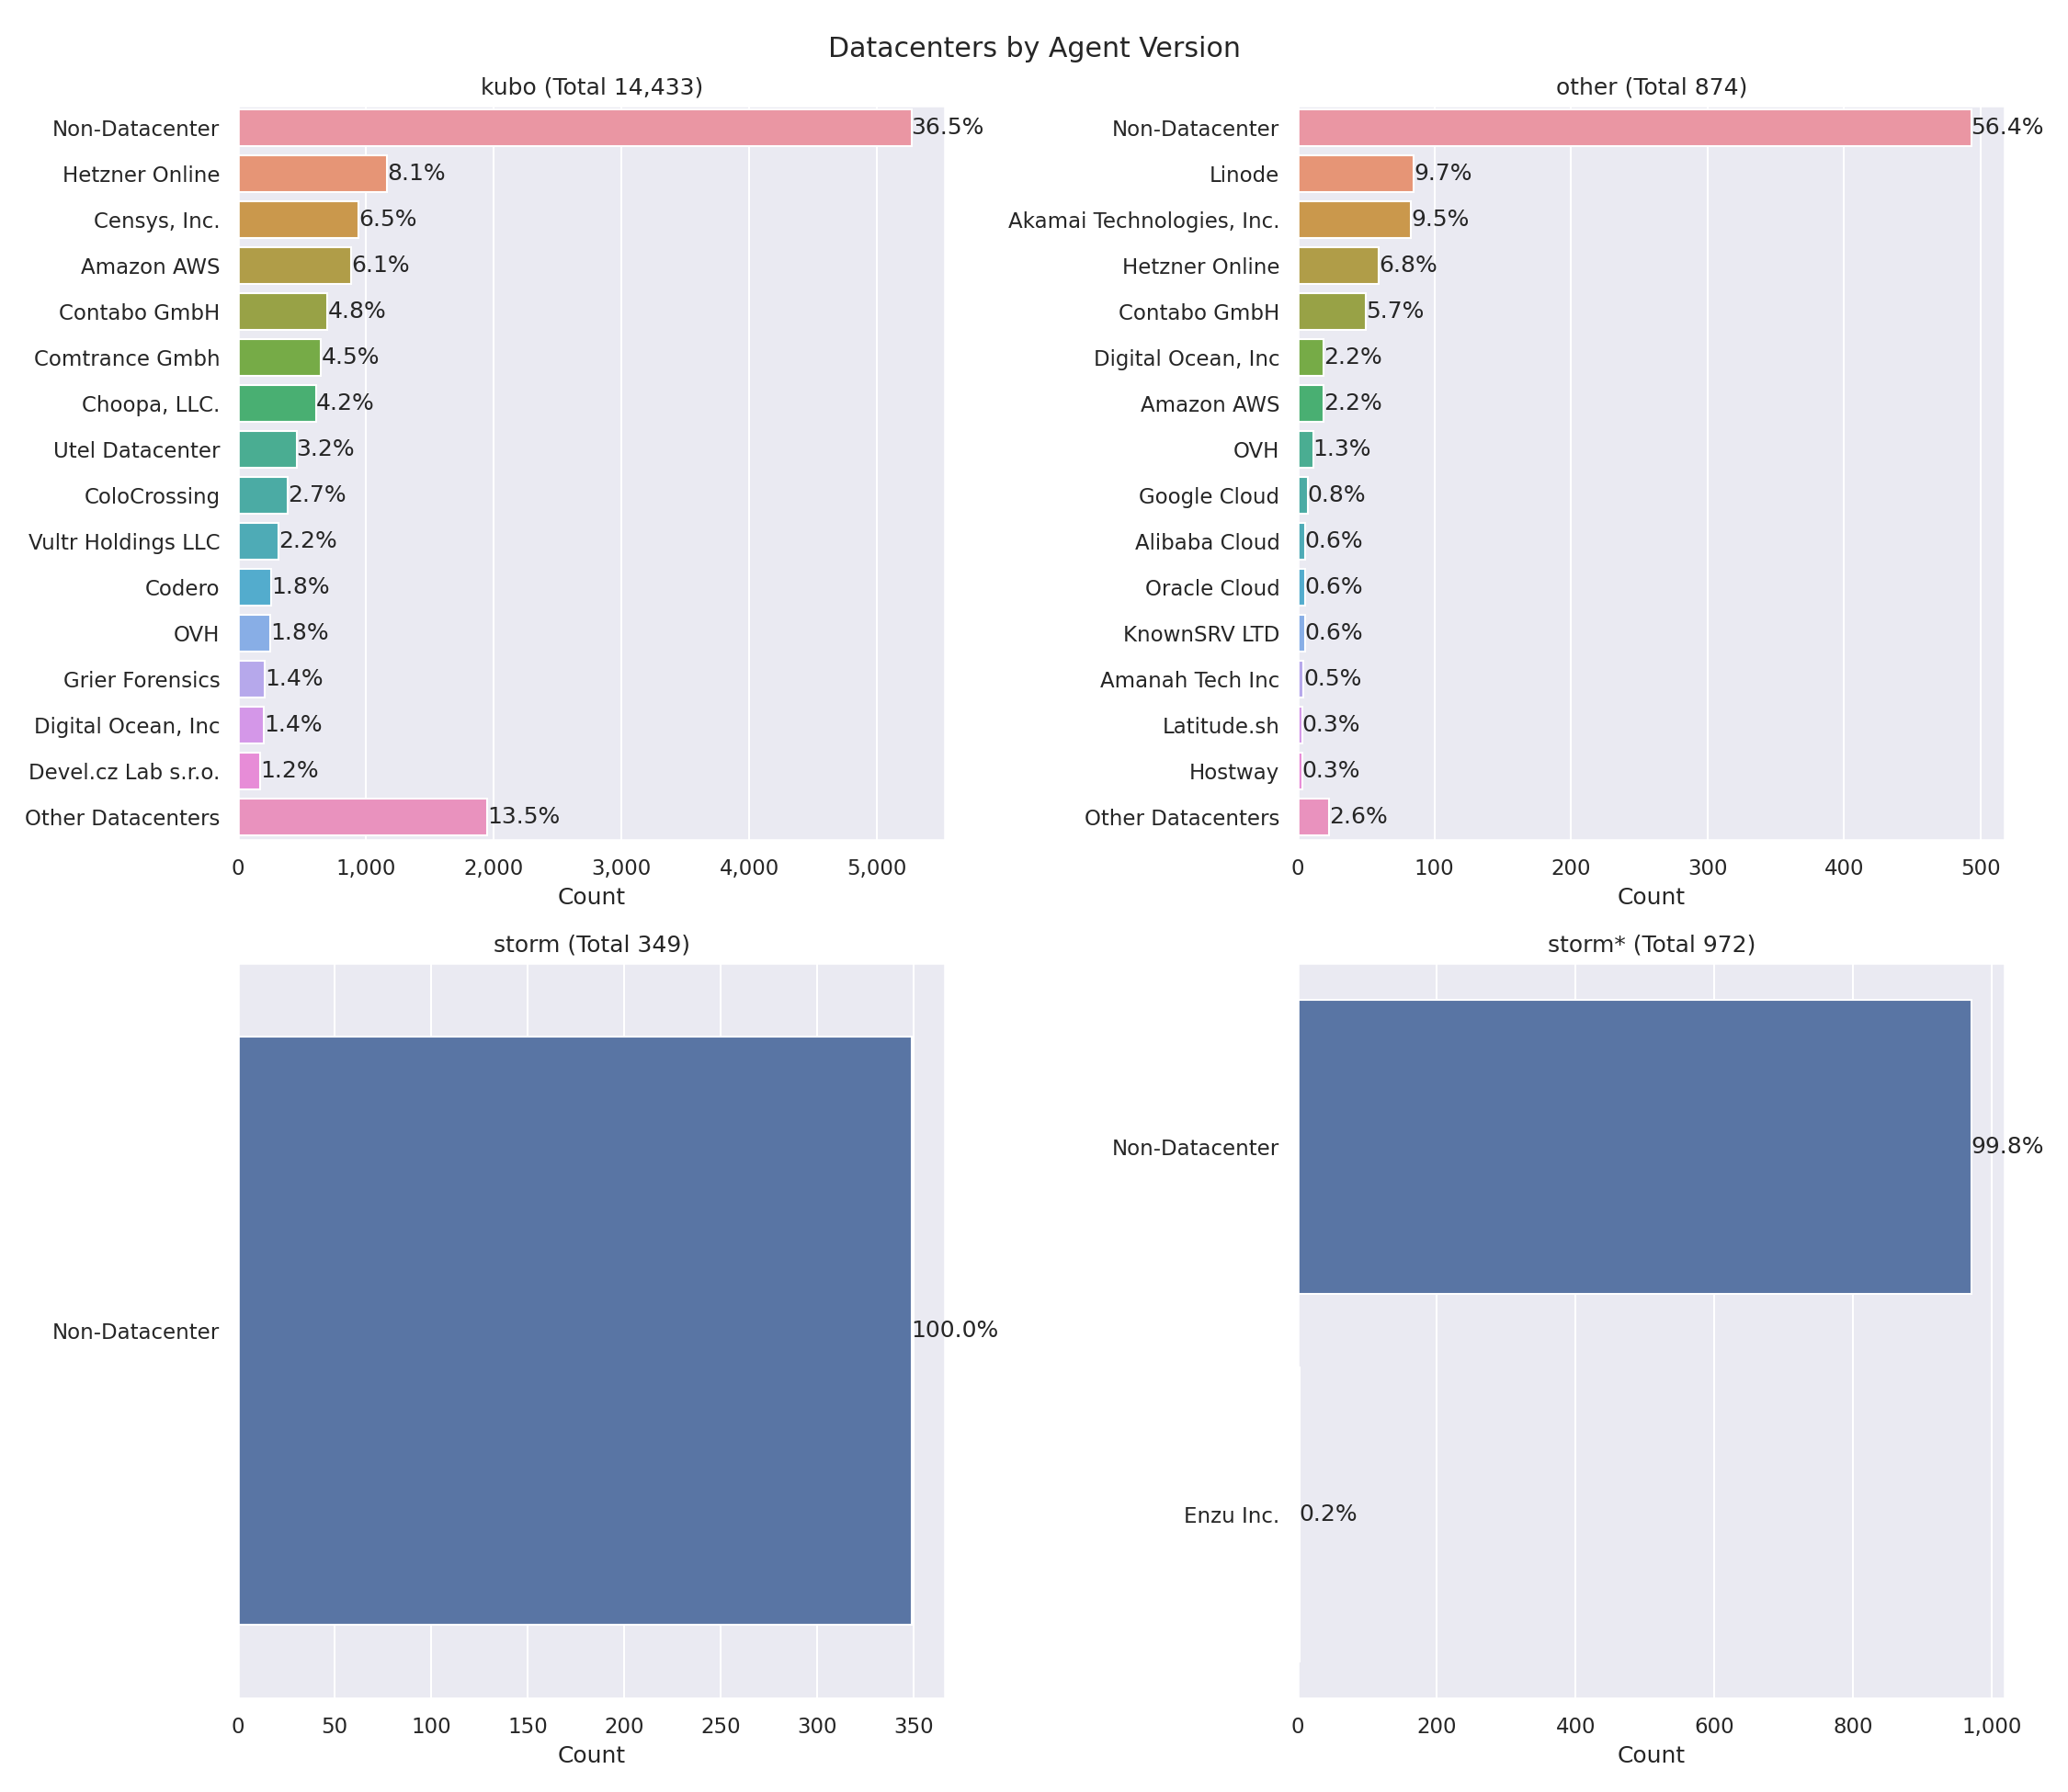 Datacenters by Agent Version
kubo (Total 14,433)
Non-Datacenter 36.5%
Hetzner Online 8.1%
Censys, Inc. 6.5%
Amazon AWS 6.1%
Contabo GmbH 4.8%
Comtrance Gmbh 4.5%
Choopa, LLC. 4.2%
Utel Datacenter 3.2%
ColoCrossing 2.7%
Vultr Holdings LLC 2.2%
Codero 1.8%
OVH 1.8%
Grier Forensics 1.4%
Digital Ocean, Inc 1.4%
Devel.cz Lab s.r.o. 1.2%
Other Datacenters 13.5%
0 1,000 2,000 3,000 4,000 5,000
Count
other (Total 874)
Non-Datacenter 56.4%
Linode 9.7%
Akamai Technologies, Inc. 9.5%
Hetzner Online 6.8%
Contabo GmbH 5.7%
Digital Ocean, Inc 2.2%
Amazon AWS 2.2%
OVH 1.3%
Google Cloud 0.8%
Alibaba Cloud 0.6%
Oracle Cloud 0.6%
KnownSRV LTD 0.6%
Amanah Tech Inc 0.5%
Latitude.sh 0.3%
Hostway 0.3%
Other Datacenters 2.6%
0 100 200 300 400 500
Count
storm (Total 349)
Non-Datacenter 100.0%
0 50 100 150 200 250 300 350
Count
storm* (Total 972)
Non-Datacenter 99.8%
Enzu Inc. 0.2%
0 200 400 600 800 1,000
Count